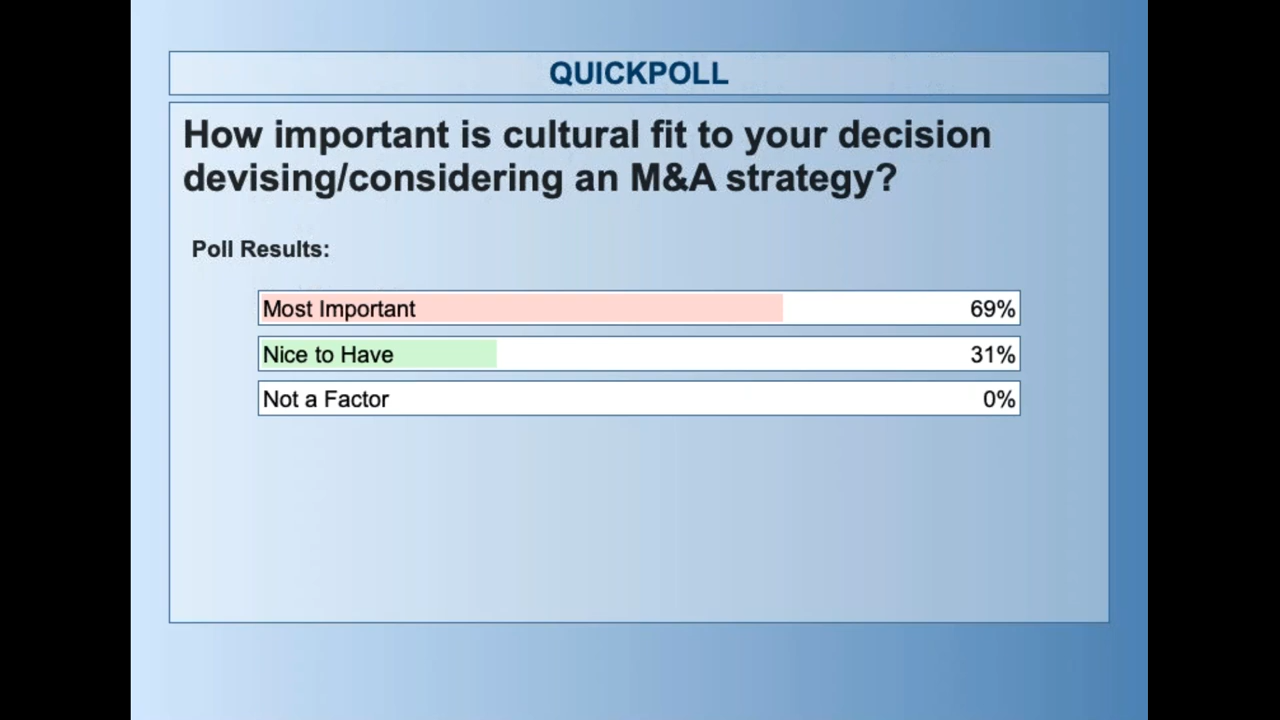 QUICKPOLL
How important is cultural fit to your decision
devising/considering an M&A strategy?
Poll Results:
Most Important 69%
Nice to Have 31%
Not a Factor 0%